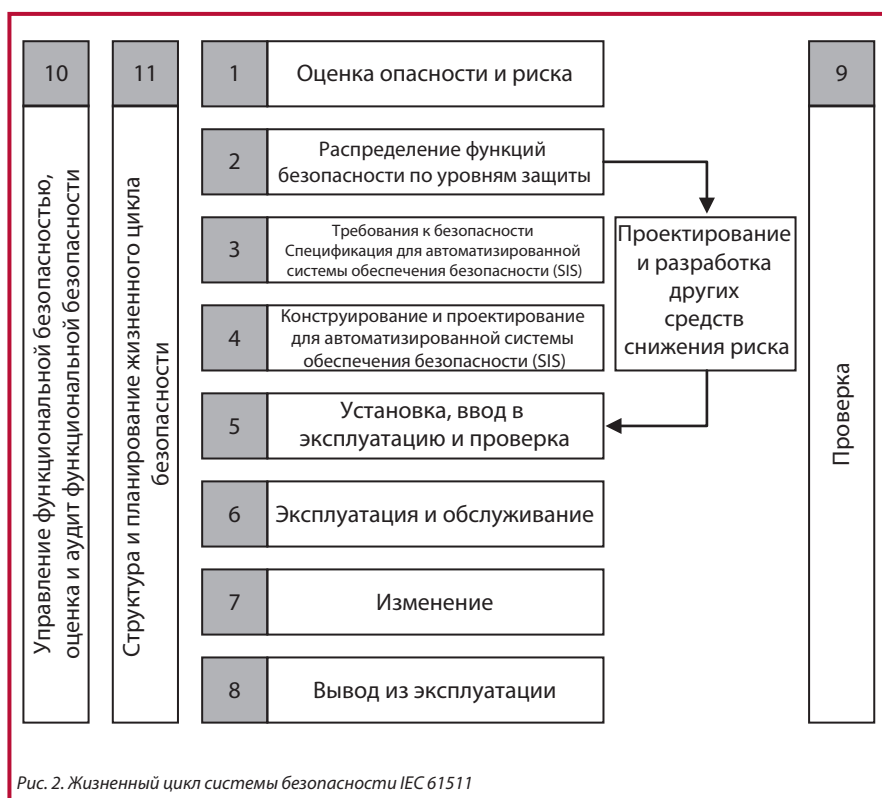 10
Управление функциональной безопасностью,
оценка и аудит функциональной безопасности
11
Структура и планирование жизненного цикла
безопасности
1
Оценка опасности и риска
2
Распределение функций
безопасности по уровням защиты
3
Требования к безопасности
Спецификация для автоматизированной
системы обеспечения безопасности (SIS)
4
Конструирование и проектирование
для автоматизированной системы
обеспечения безопасности (SIS)
5
Установка, ввод в
эксплуатацию и проверка
6
Эксплуатация и обслуживание
7
Изменение
8
Вывод из эксплуатации
Проектирование
и разработка
других
средств
снижения риска
9
Проверка
Рис. 2. Жизненный цикл системы безопасности IEC 61511